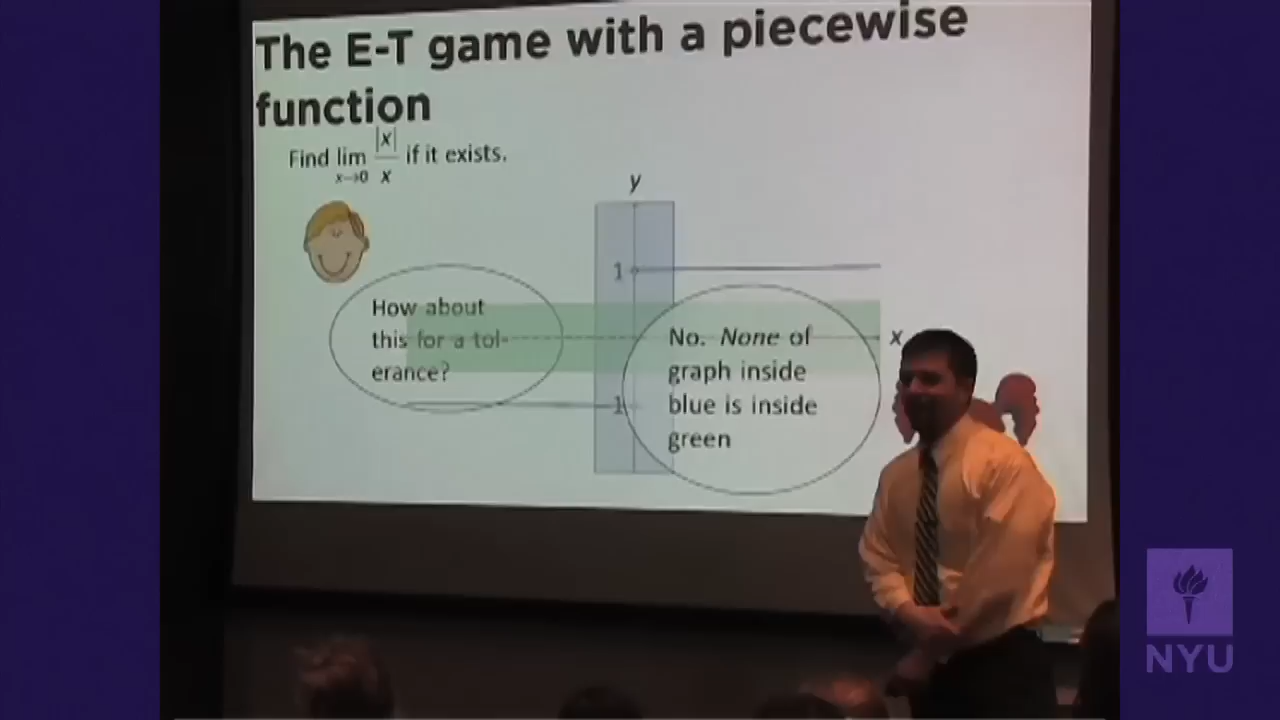 The E-T game with a piecewise
function
Find lim x→0 |x|/x if it exists.
y
1
How about
this for a tol-
erance?
No. None of
graph inside
blue is inside
green
x
1
NYU